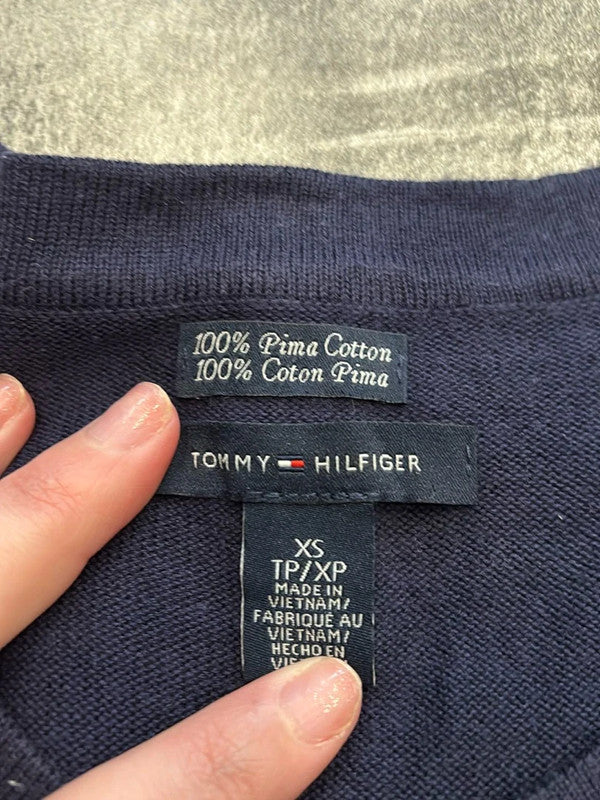 100% Pima Cotton
100% Coton Pima
TOMMY HILFIGER
XS
TP/XP
MADE IN
VIETNAM/
FABRIQUÉ AU
VIETNAM/
HECHO EN